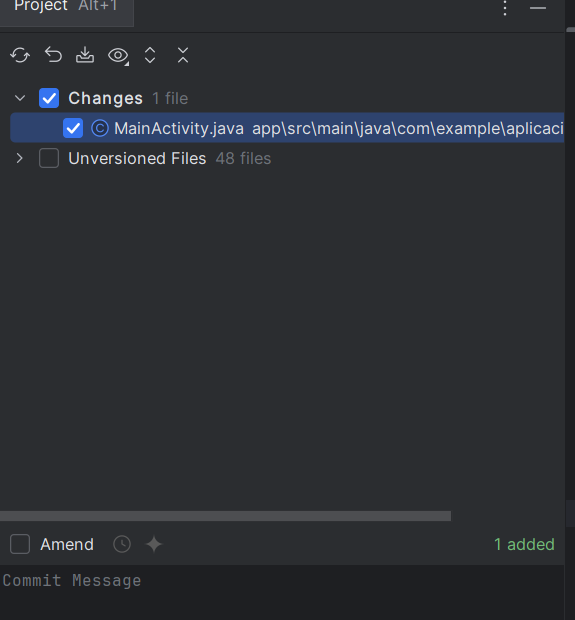 Project Alt+1
Changes 1 file
MainActivity.java app\src\main\java\com\example\aplicaci
Unversioned Files 48 files
Amend
1 added
Commit Message